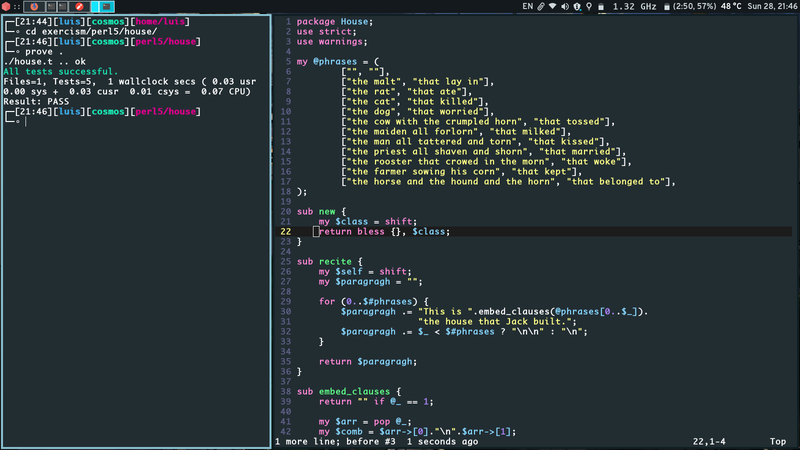 EN 1.32 GHz (2:50, 57%) 48 °C Sun 28, 21:46
[21:44][luis][cosmos][home/luis]
cd exercism/perl5/house/
[21:46][luis][cosmos][perl5/house]
prove .
./house.t .. ok
All tests successful.
Files=1, Tests=5,  1 wallclock secs ( 0.03 usr
0.00 sys +  0.03 cusr  0.01 csys =  0.07 CPU)
Result: PASS
[21:46][luis][cosmos][perl5/house]
1 package House;
2 use strict;
3 use warnings;
4
5 my @phrases = (
6         ["", ""],
7         ["the malt", "that lay in"],
8         ["the rat", "that ate"],
9         ["the cat", "that killed"],
10         ["the dog", "that worried"],
11         ["the cow with the crumpled horn", "that tossed"],
12         ["the maiden all forlorn", "that milked"],
13         ["the man all tattered and torn", "that kissed"],
14         ["the priest all shaven and shorn", "that married"],
15         ["the rooster that crowed in the morn", "that woke"],
16         ["the farmer sowing his corn", "that kept"],
17         ["the horse and the hound and the horn", "that belonged to"],
18 );
19
20 sub new {
21     my $class = shift;
22     return bless {}, $class;
23 }
24
25 sub recite {
26     my $self = shift;
27     my $paragragh = "";
28
29     for (0..$#phrases) {
30         $paragragh .= "This is ".embed_clauses(@phrases[0..$_]).
31                       "the house that Jack built.";
32         $paragragh .= $_ < $#phrases ? "\n\n" : "\n";
33     }
34
35     return $paragragh;
36 }
37
38 sub embed_clauses {
39     return "" if @_ == 1;
40
41     my $arr = pop @_;
42     my $comb = $arr->[0]."\n".$arr->[1];
1 more line; before #3  1 seconds ago 22,1-4 Top